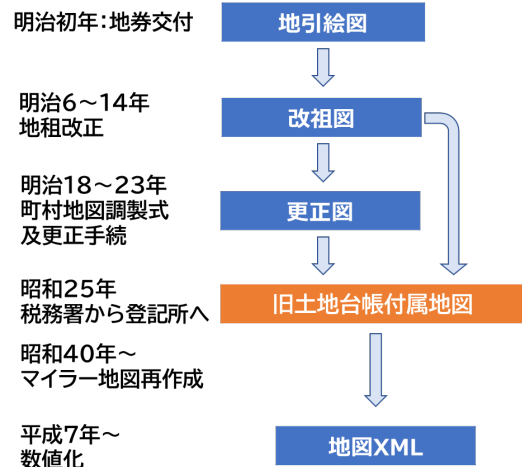 明治初年：地券交付
地引絵図
明治6～14年
地租改正
改祖図
明治18～23年
町村地図調製式
及更正手続
更正図
昭和25年
税務署から登記所へ
旧土地台帳付属地図
昭和40年～
マイラー地図再作成
平成7年～
数値化
地図XML